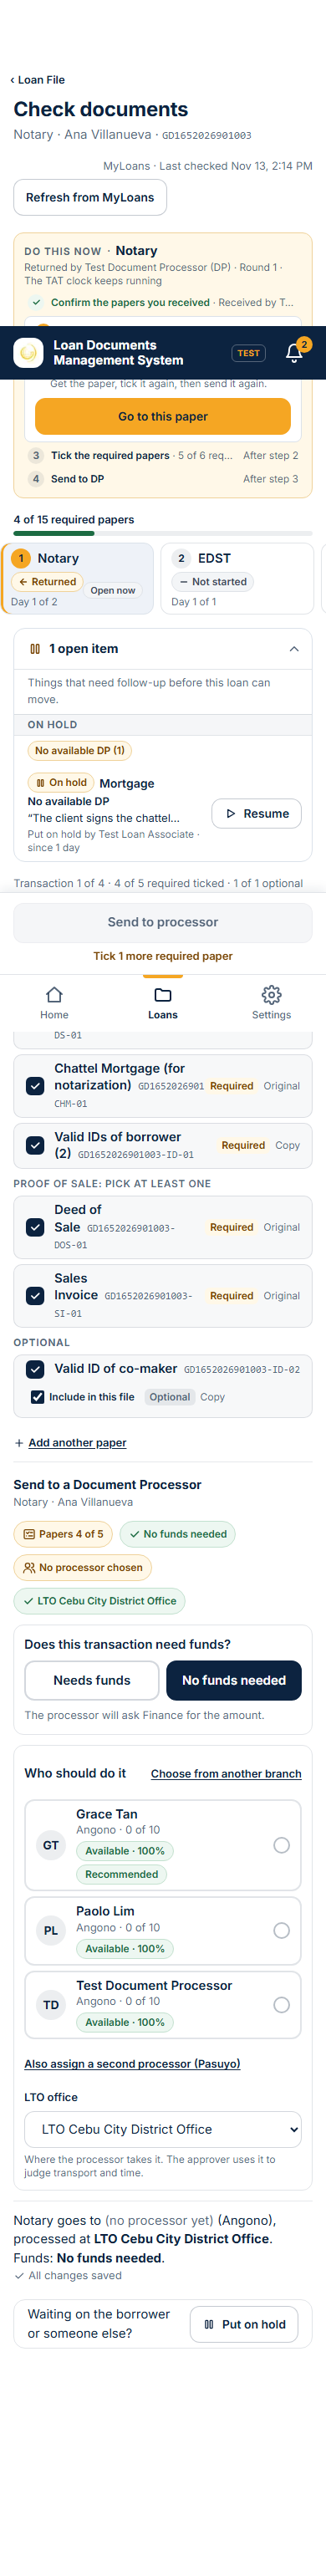 ‹ Loan File
Check documents
Notary · Ana Villanueva · GD1652026901003
MyLoans · Last checked Nov 13, 2:14 PM
Refresh from MyLoans
DO THIS NOW · Notary
Returned by Test Document Processor (DP) · Round 1 ·
The TAT clock keeps running
Confirm the papers you received · Received by T...
Loan Documents
Management System
TEST
2
Get the paper, tick it again, then send it again.
Go to this paper
3 Tick the required papers · 5 of 6 req... After step 2
4 Send to DP After step 3
4 of 15 required papers
1 Notary
← Returned
Open now
Day 1 of 2
2 EDST
– Not started
Day 1 of 1
1 open item
Things that need follow-up before this loan can
move.
ON HOLD
No available DP (1)
On hold Mortgage
No available DP
“The client signs the chattel...
Put on hold by Test Loan Associate ·
since 1 day
Resume
Transaction 1 of 4 · 4 of 5 required ticked · 1 of 1 optional
Send to processor
Tick 1 more required paper
Home
Loans
Settings
DS-01
Chattel Mortgage (for
notarization) GD1652026901 Required Original
CHM-01
Valid IDs of borrower
(2) GD1652026901003-ID-01 Required Copy
PROOF OF SALE: PICK AT LEAST ONE
Deed of
Sale GD1652026901003- Required Original
DOS-01
Sales
Invoice GD1652026901003- Required Original
SI-01
OPTIONAL
Valid ID of co-maker GD1652026901003-ID-02
Include in this file Optional Copy
+ Add another paper
Send to a Document Processor
Notary · Ana Villanueva
Papers 4 of 5
No funds needed
No processor chosen
LTO Cebu City District Office
Does this transaction need funds?
Needs funds
No funds needed
The processor will ask Finance for the amount.
Who should do it
Choose from another branch
GT
Grace Tan
Angono · 0 of 10
Available · 100%
Recommended
PL
Paolo Lim
Angono · 0 of 10
Available · 100%
TD
Test Document Processor
Angono · 0 of 10
Available · 100%
Also assign a second processor (Pasuyo)
LTO office
LTO Cebu City District Office
Where the processor takes it. The approver uses it to
judge transport and time.
Notary goes to (no processor yet) (Angono),
processed at LTO Cebu City District Office.
Funds: No funds needed.
✓ All changes saved
Waiting on the borrower
or someone else?
Put on hold